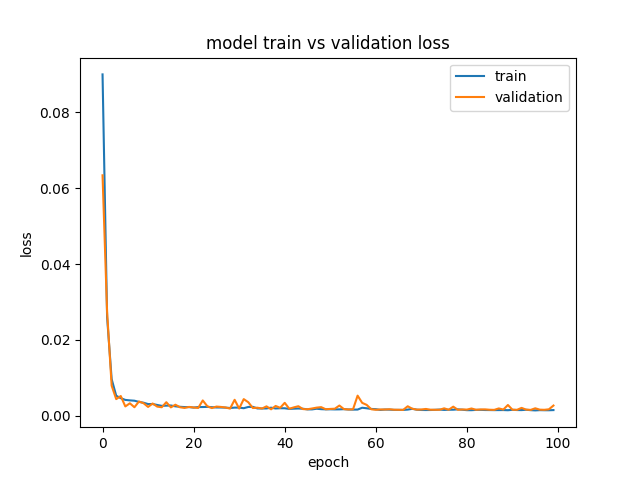 model train vs validation loss
train
validation
0.08
0.06
0.04
0.02
0.00
loss
0 20 40 60 80 100
epoch